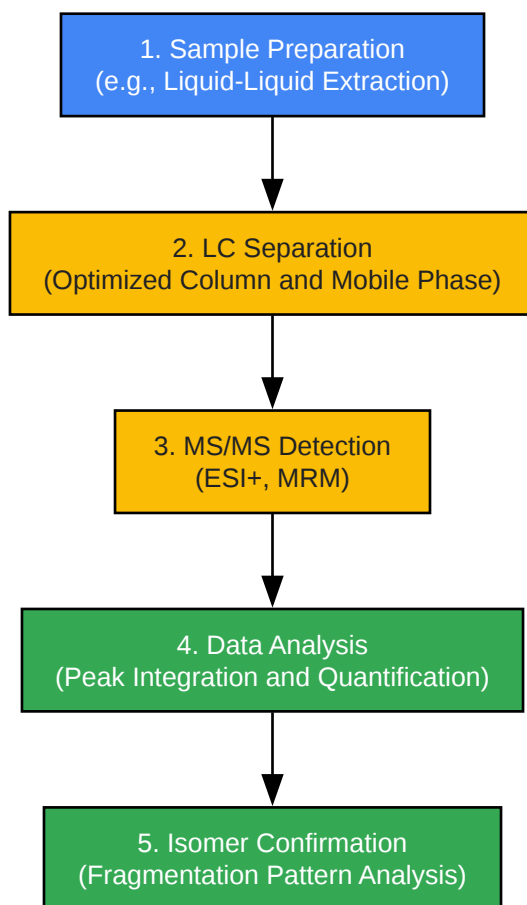 1. Sample Preparation
(e.g., Liquid-Liquid Extraction)
2. LC Separation
(Optimized Column and Mobile Phase)
3. MS/MS Detection
(ESI+, MRM)
4. Data Analysis
(Peak Integration and Quantification)
5. Isomer Confirmation
(Fragmentation Pattern Analysis)